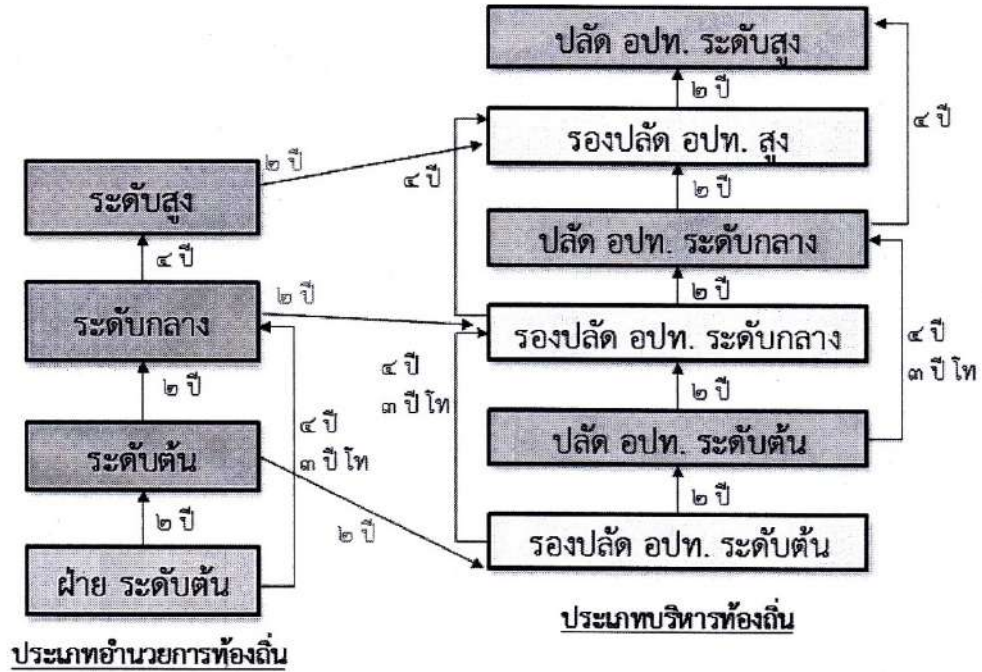 ปลัด อปท. ระดับสูง
๒ ปี
๔ ปี
รองปลัด อปท. สูง
๒ ปี
๔ ปี
ระดับสูง
๒ ปี
ปลัด อปท. ระดับกลาง
๔ ปี
๒ ปี
ระดับกลาง
๒ ปี
รองปลัด อปท. ระดับกลาง
๔ ปี
๓ ปี โท
๒ ปี
๔ ปี
๓ ปี โท
๒ ปี
ระดับต้น
๔ ปี
๓ ปี โท
ปลัด อปท. ระดับต้น
๒ ปี
๒ ปี
๒ ปี
ฝ่าย ระดับต้น
รองปลัด อปท. ระดับต้น
ประเภทอำนวยการท้องถิ่น
ประเภทบริหารท้องถิ่น